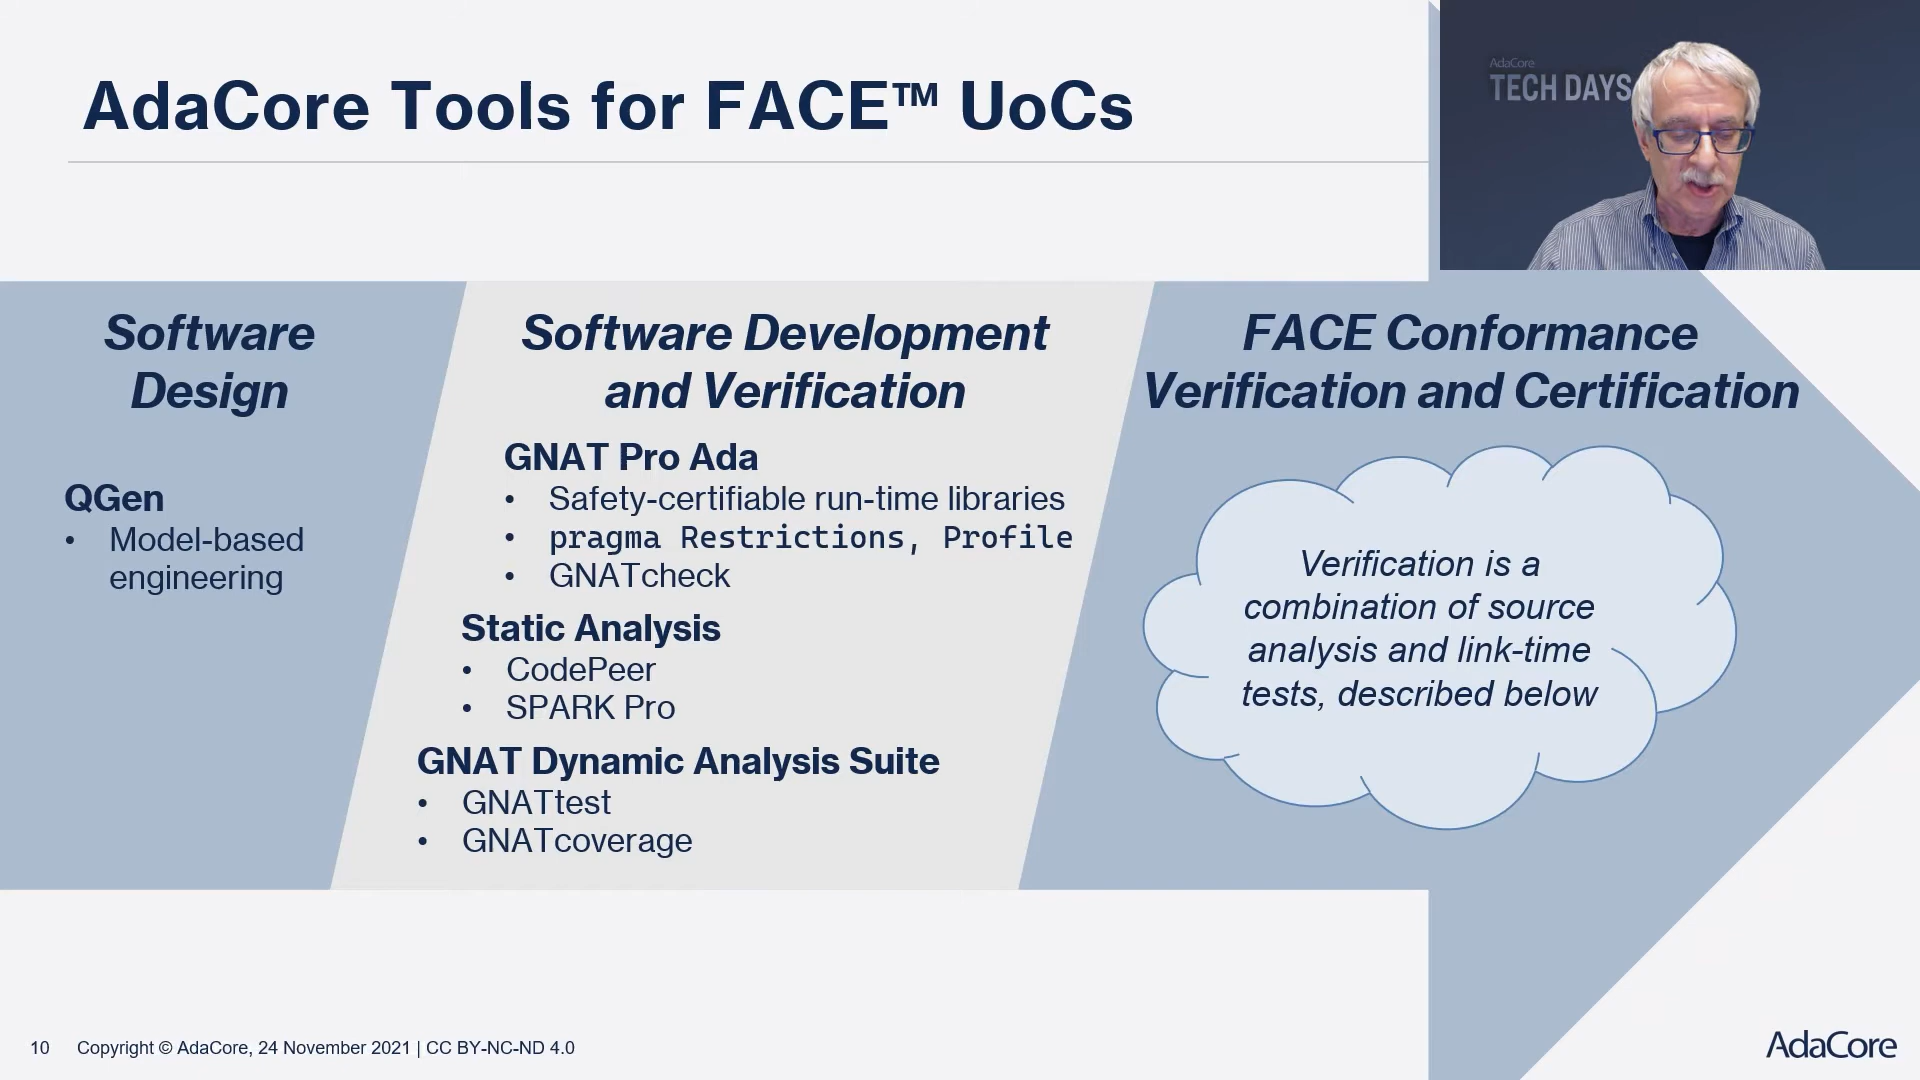 AdaCore Tools for FACE™ UoCs
AdaCore
TECH DAYS
Software
Design
QGen
• Model-based
engineering
Software Development
and Verification
GNAT Pro Ada
• Safety-certifiable run-time libraries
• pragma Restrictions, Profile
• GNATcheck
Static Analysis
• CodePeer
• SPARK Pro
GNAT Dynamic Analysis Suite
• GNATtest
• GNATcoverage
FACE Conformance
Verification and Certification
Verification is a
combination of source
analysis and link-time
tests, described below
10 Copyright © AdaCore, 24 November 2021 | CC BY-NC-ND 4.0
AdaCore